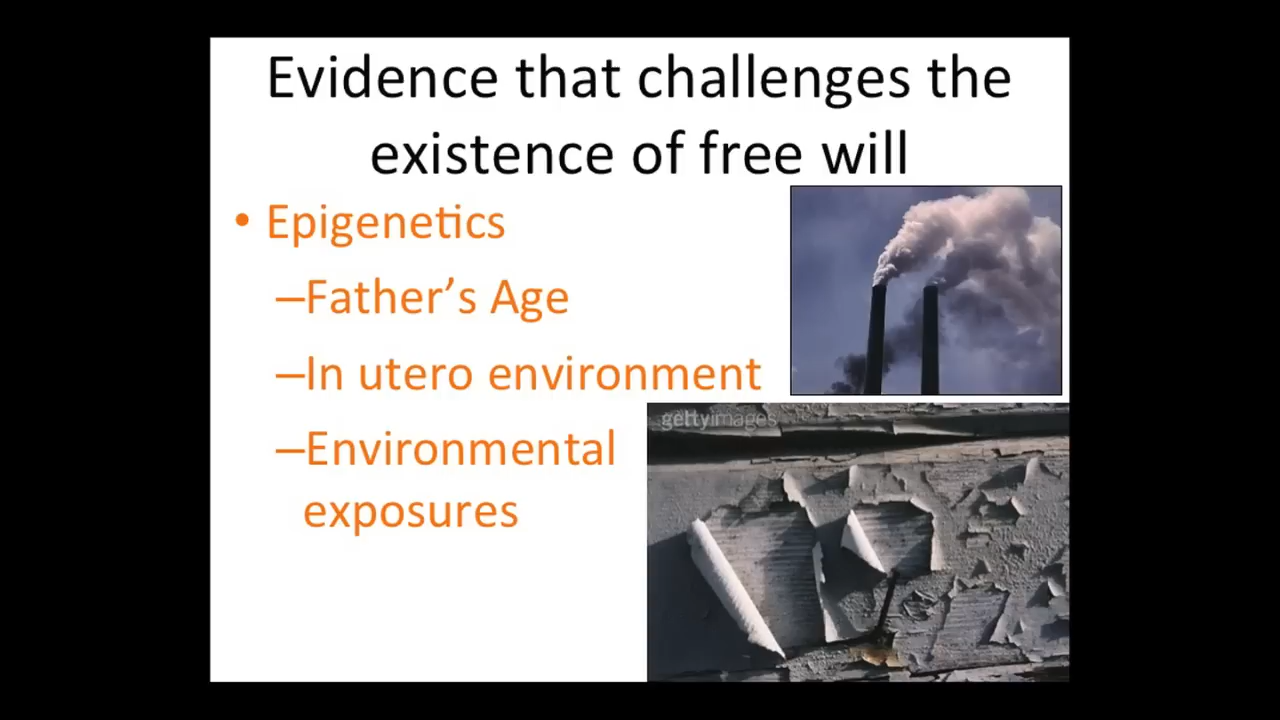 Evidence that challenges the
existence of free will
• Epigenetics
–Father’s Age
–In utero environment
–Environmental
exposures
gettyimages